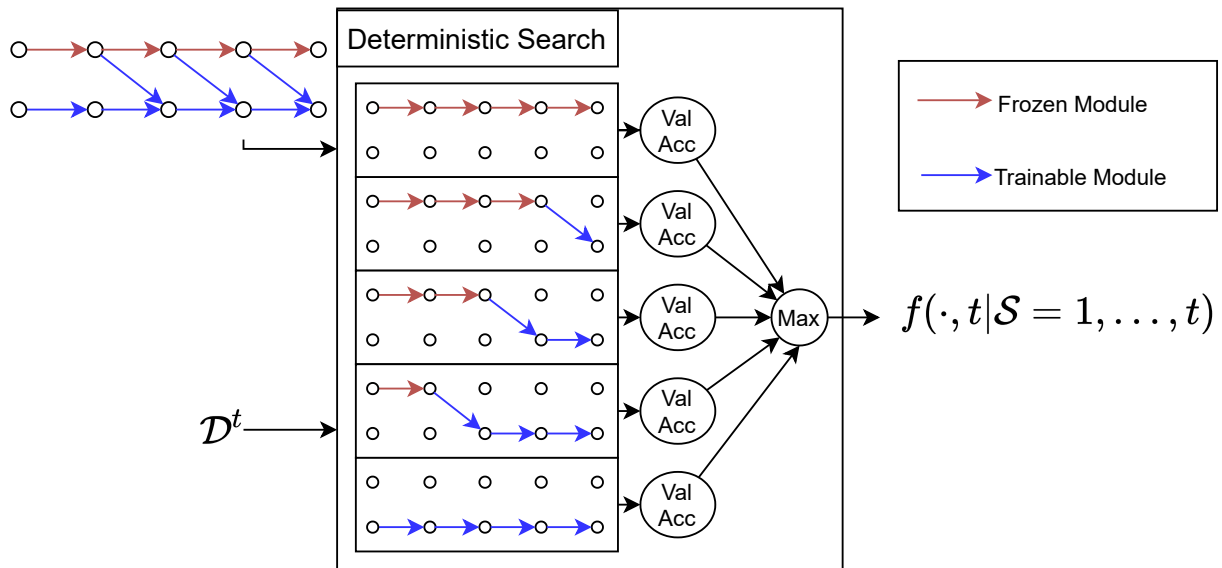 Deterministic Search
Val
Acc
Val
Acc
Val
Acc
Val
Acc
Val
Acc
Max
Frozen Module
Trainable Module
f(·, t|𝒮 = 1, . . . , t)
𝒟^t